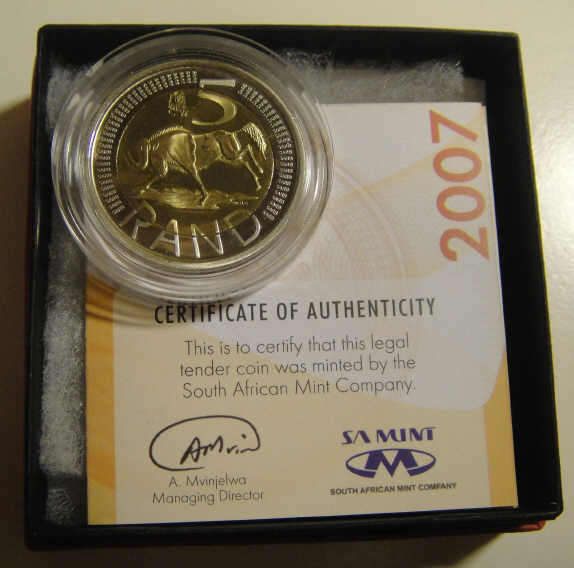 5
RAND
2007
CERTIFICATE OF AUTHENTICITY
This is to certify that this legal
tender coin was minted by the
South African Mint Company.
A. Mvinjelwa
Managing Director
SA MINT
SOUTH AFRICAN MINT COMPANY